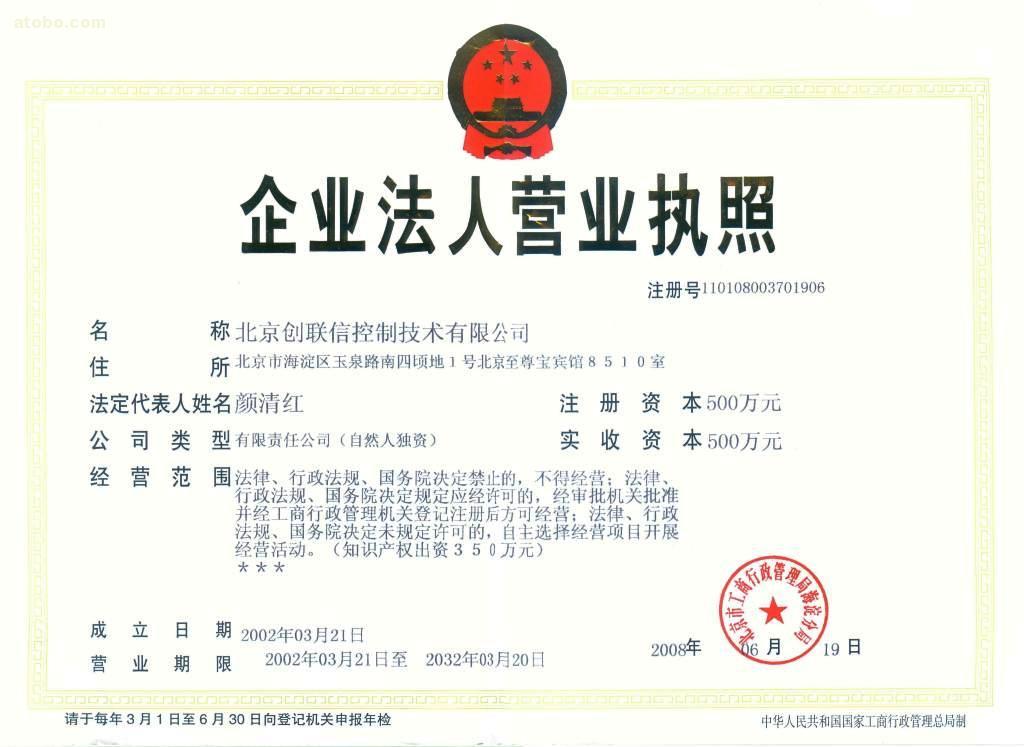 atobo.com
企业法人营业执照
注册号110108003701906
名称 北京创联信控制技术有限公司
住所 北京市海淀区玉泉路南四顷地1号北京至尊宝宾馆8510室
法定代表人姓名 颜清红 注册资本 500万元
公司类型 有限责任公司（自然人独资） 实收资本 500万元
经营范围 法律、行政法规、国务院决定禁止的，不得经营；法律、
行政法规、国务院决定规定应经许可的，经审批机关批准
并经工商行政管理机关登记注册后方可经营；法律、行政
法规、国务院决定未规定许可的，自主选择经营项目开展
经营活动。（知识产权出资350万元）
***
北京市工商行政管理局海淀分局
成立日期 2002年03月21日
营业期限 2002年03月21日至 2032年03月20日
2008年 06月 19日
请于每年3月1日至6月30日向登记机关申报年检
中华人民共和国国家工商行政管理总局制